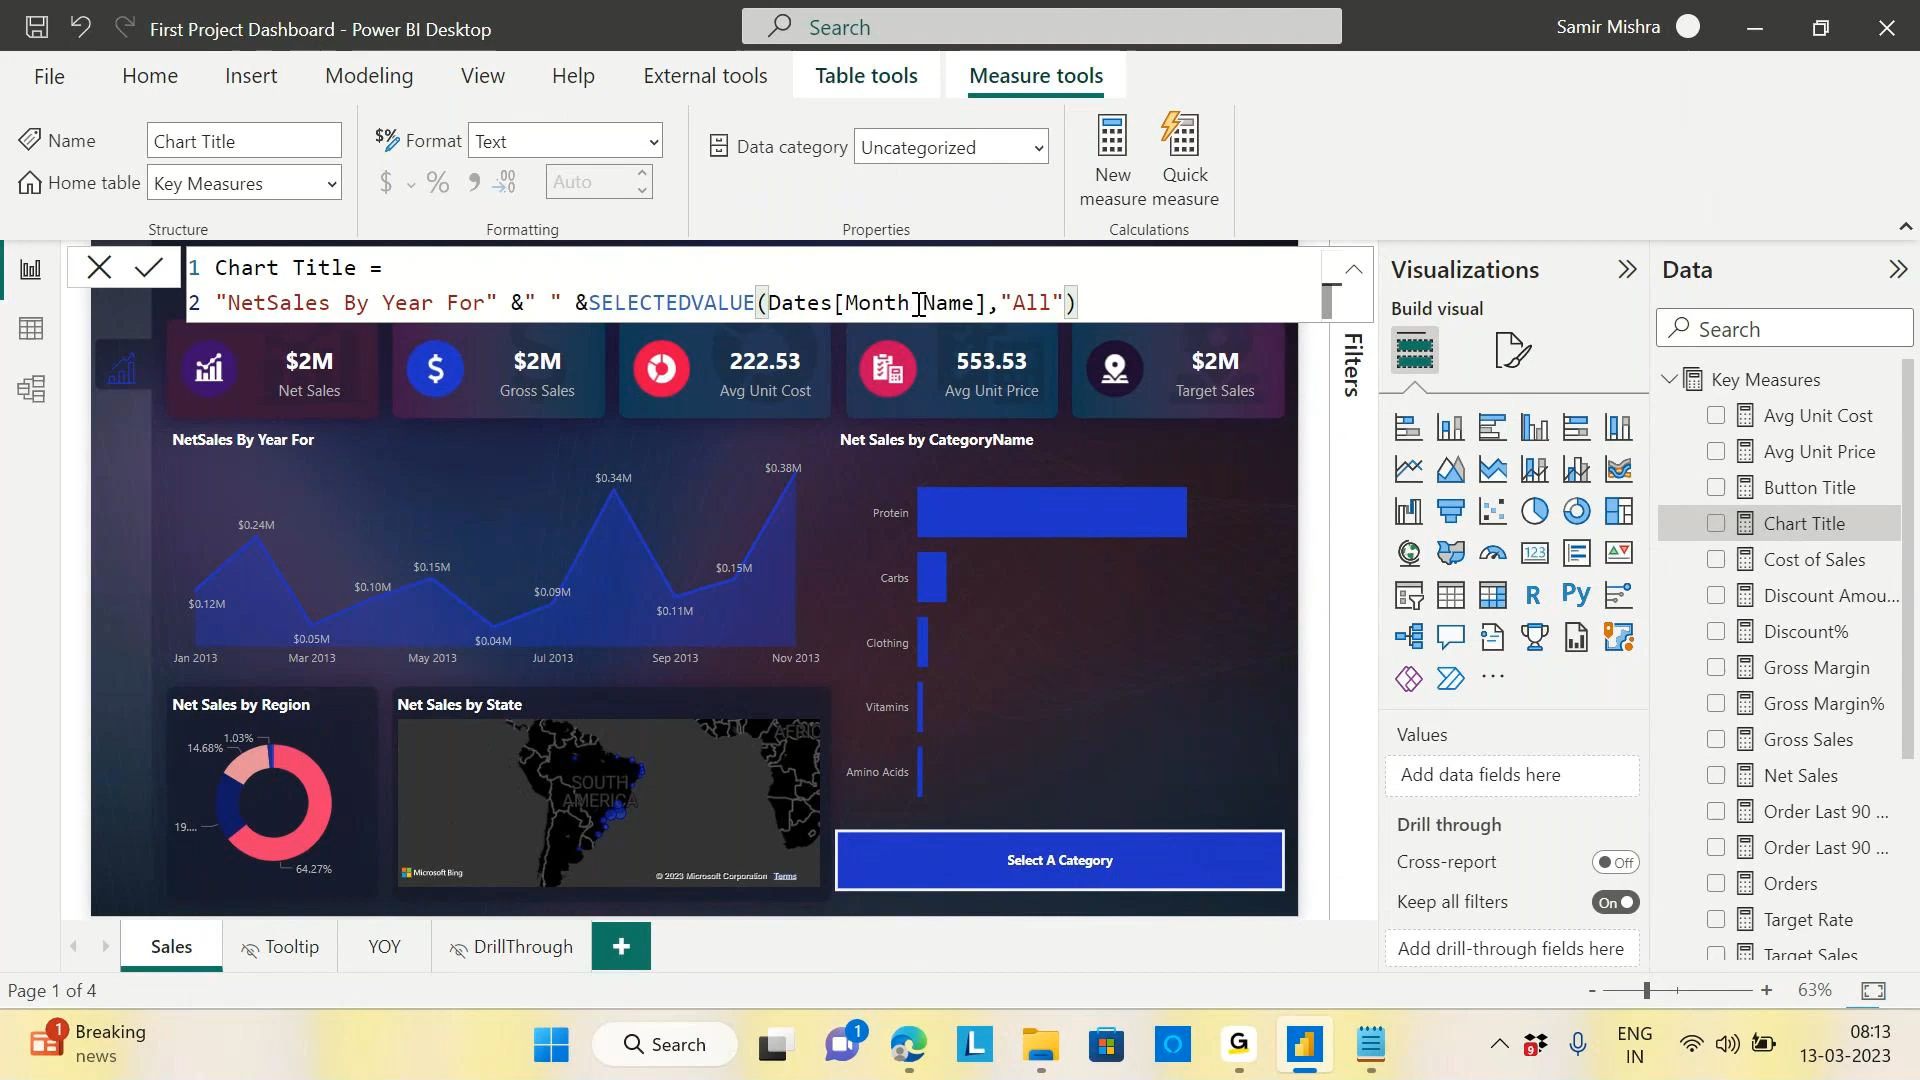 First Project Dashboard - Power BI Desktop
Search
Samir Mishra
File Home Insert Modeling View Help External tools Table tools Measure tools
Name Chart Title
Home table Key Measures
Structure
Format Text
$ % 9 .00 Auto
Formatting
Data category Uncategorized
Properties
New measure
Quick measure
Calculations
1 Chart Title =
2 "NetSales By Year For" &" " &SELECTEDVALUE(Dates[Month Name],"All")
$2M
Net Sales
$2M
Gross Sales
222.53
Avg Unit Cost
553.53
Avg Unit Price
$2M
Target Sales
NetSales By Year For
$0.12M
$0.24M
$0.05M
$0.10M
$0.15M
$0.04M
$0.09M
$0.34M
$0.11M
$0.15M
$0.38M
Jan 2013 Mar 2013 May 2013 Jul 2013 Sep 2013 Nov 2013
Net Sales by CategoryName
Protein
Carbs
Clothing
Vitamins
Amino Acids
Net Sales by Region
1.03%
14.68%
19....
64.27%
Net Sales by State
SOUTH
AMERICA
Microsoft Bing
© 2023 Microsoft Corporation Terms
Select A Category
Filters
Visualizations
Build visual
123
R
Py
...
Values
Add data fields here
Drill through
Cross-report Off
Keep all filters On
Add drill-through fields here
Data
Search
Key Measures
Avg Unit Cost
Avg Unit Price
Button Title
Chart Title
Cost of Sales
Discount Amou...
Discount%
Gross Margin
Gross Margin%
Gross Sales
Net Sales
Order Last 90 ...
Order Last 90 ...
Orders
Target Rate
Target Sales
Sales Tooltip YOY DrillThrough +
Page 1 of 4
- + 63%
1
Breaking
news
Search
1
L
G
9
ENG
IN
08:13
13-03-2023